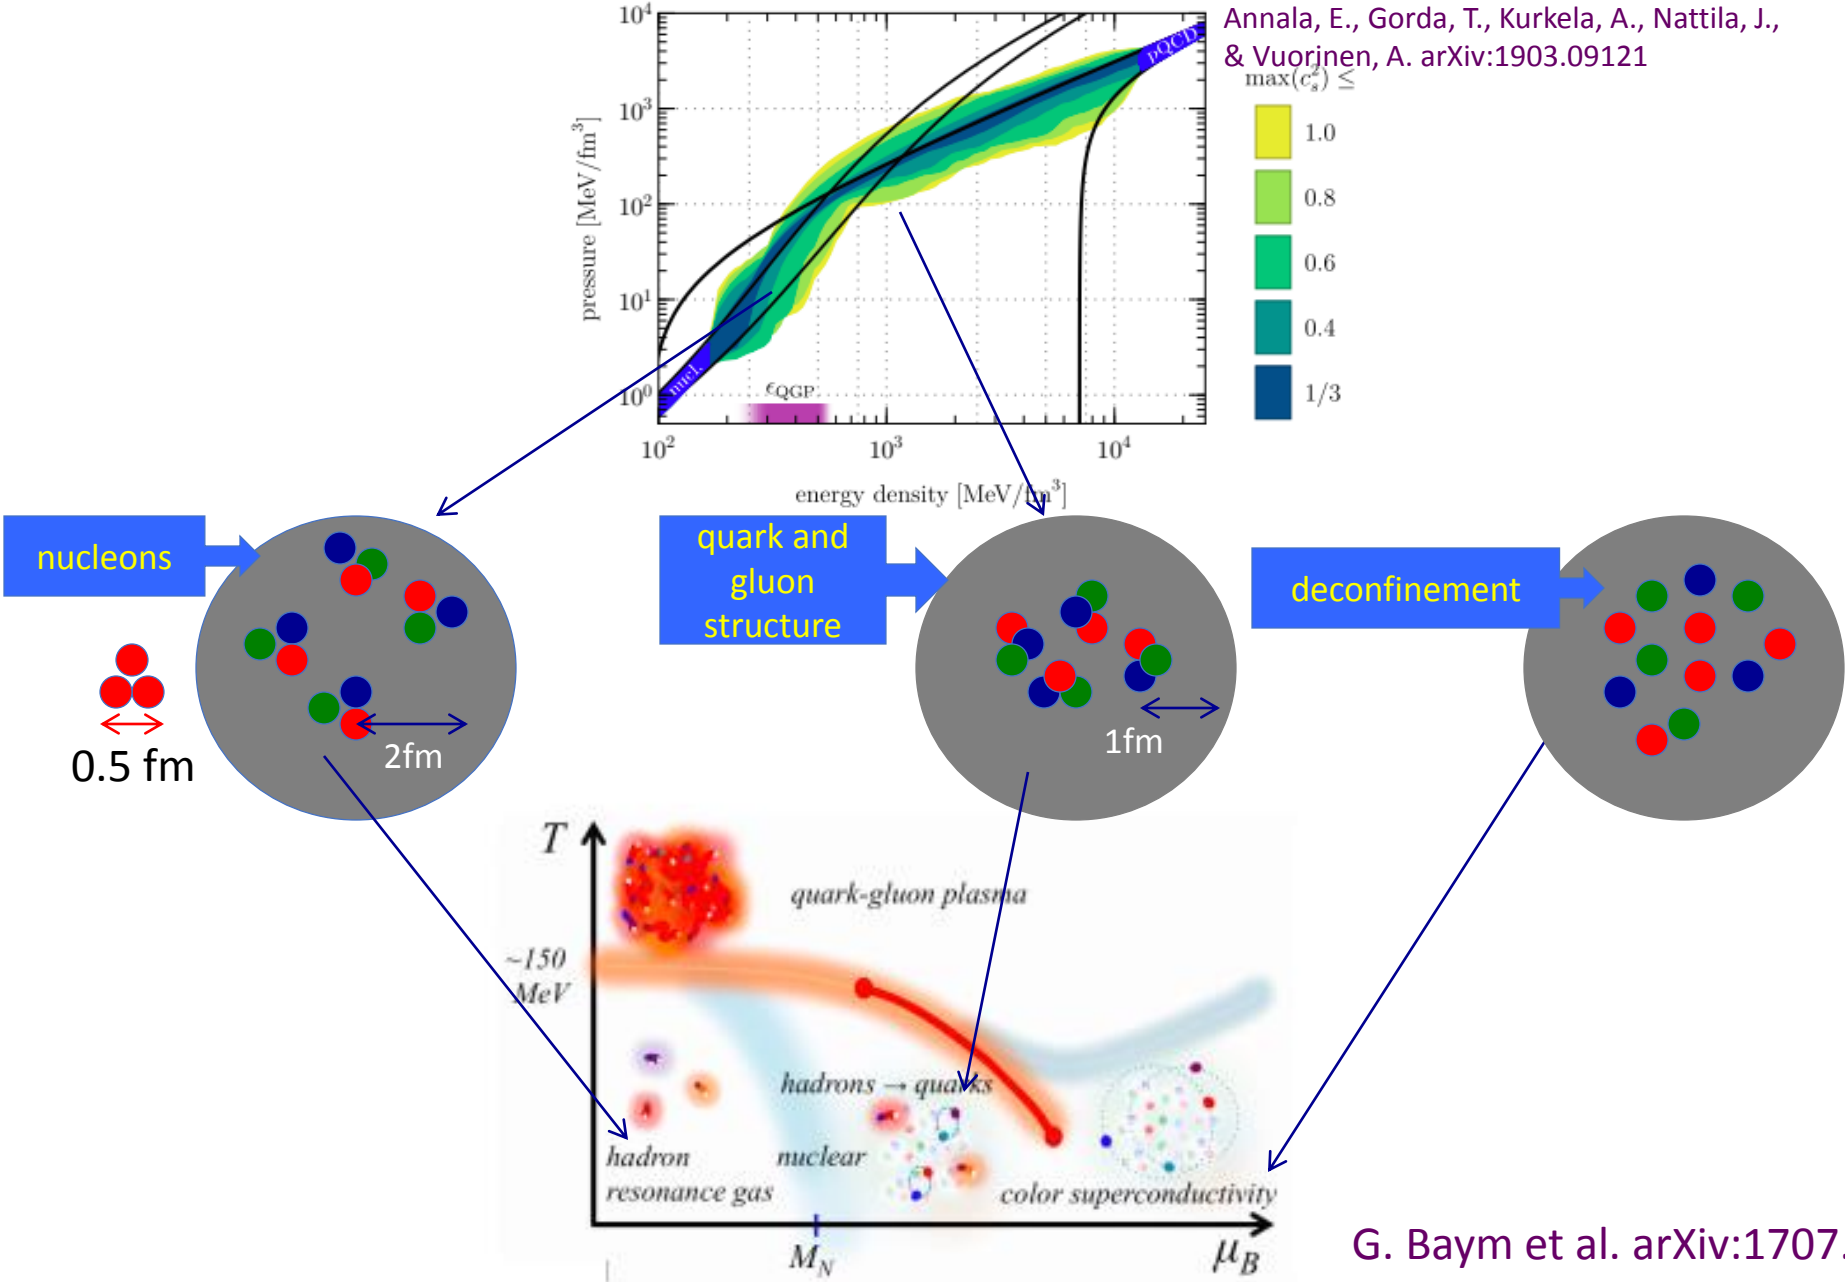 Annala, E., Gorda, T., Kurkela, A., Nattila, J.,
& Vuorinen, A. arXiv:1903.09121
max(c_s^2) ≤
1.0
0.8
0.6
0.4
1/3
pressure [MeV/fm^3]
10^4
10^3
10^2
10^1
10^0
pQCD
nucl.
ϵ_QGP
10^2
10^3
10^4
energy density [MeV/fm^3]
nucleons
0.5 fm
2fm
quark and
gluon
structure
1fm
deconfinement
T
quark-gluon plasma
~150
MeV
hadrons → quarks
hadron
resonance gas
nuclear
color superconductivity
M_N
μ_B
G. Baym et al. arXiv:1707.